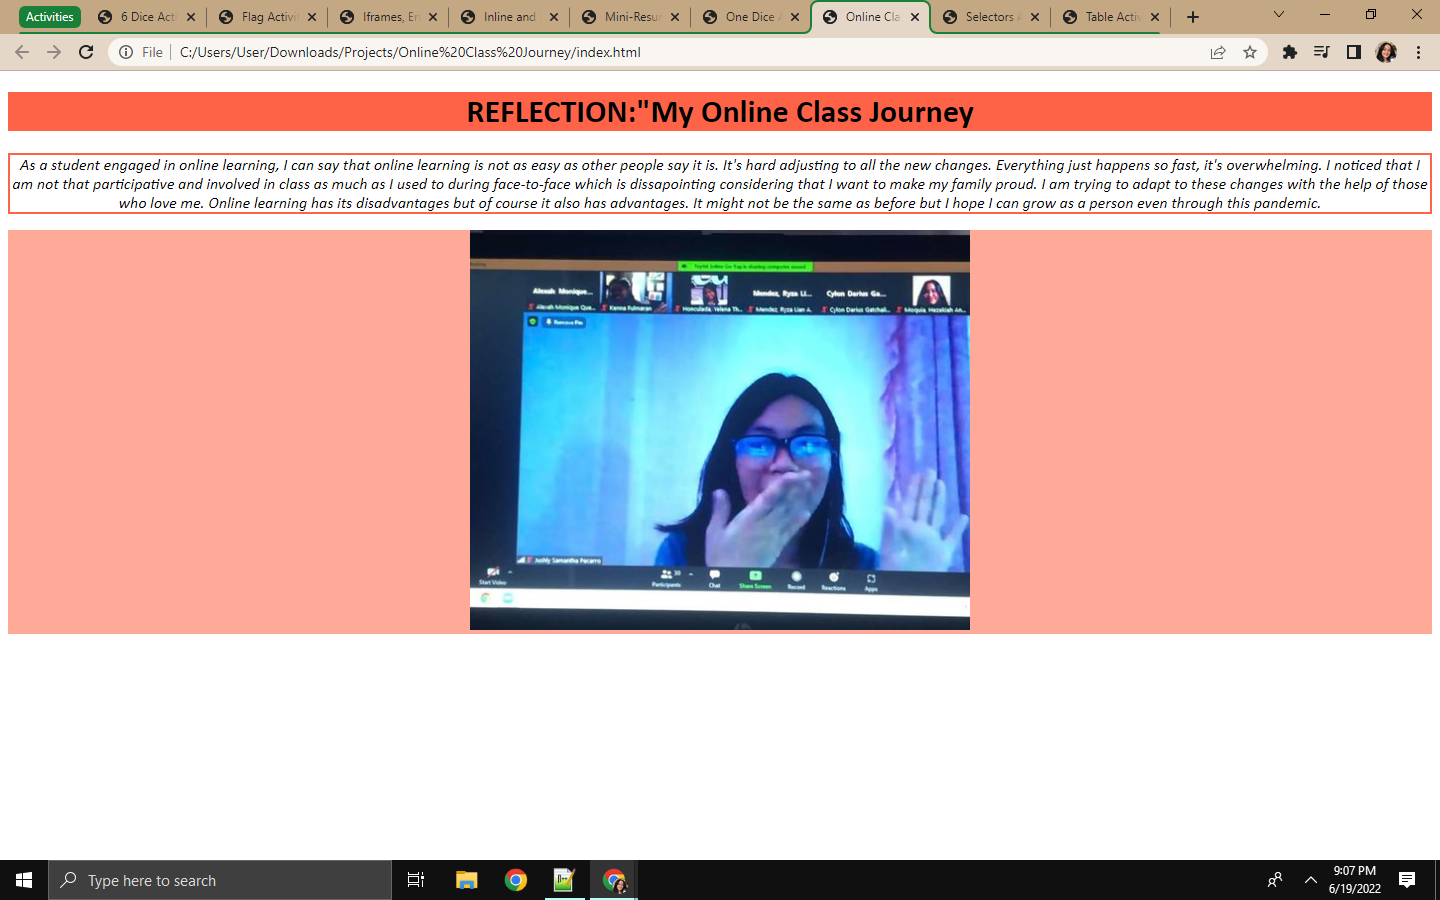 Activities
6 Dice Acti
Flag Activi
Iframes, En
Inline and
Mini-Resu
One Dice
Online Cla
Selectors
Table Activ
File
C:/Users/User/Downloads/Projects/Online%20Class%20Journey/index.html
REFLECTION:"My Online Class Journey
As a student engaged in online learning, I can say that online learning is not as easy as other people say it is. It's hard adjusting to all the new changes. Everything just happens so fast, it's overwhelming. I noticed that I
am not that participative and involved in class as much as I used to during face-to-face which is dissapointing considering that I want to make my family proud. I am trying to adapt to these changes with the help of those
who love me. Online learning has its disadvantages but of course it also has advantages. It might not be the same as before but I hope I can grow as a person even through this pandemic.
Alexah Monique...
Mendez, Ryza Li...
Cylon Darius Ga...
Alexah Monique Que...
Kenna Fulmaran
Honculada, Yelena Th...
Mendez, Ryza Lian A.
Cylon Darius Gatchali...
Moquia, Hezekiah An...
Remove Pin
Samantha
Start Video
Participants
30
Chat
Share Screen
Record
Reactions
Apps
Type here to search
9:07 PM
6/19/2022